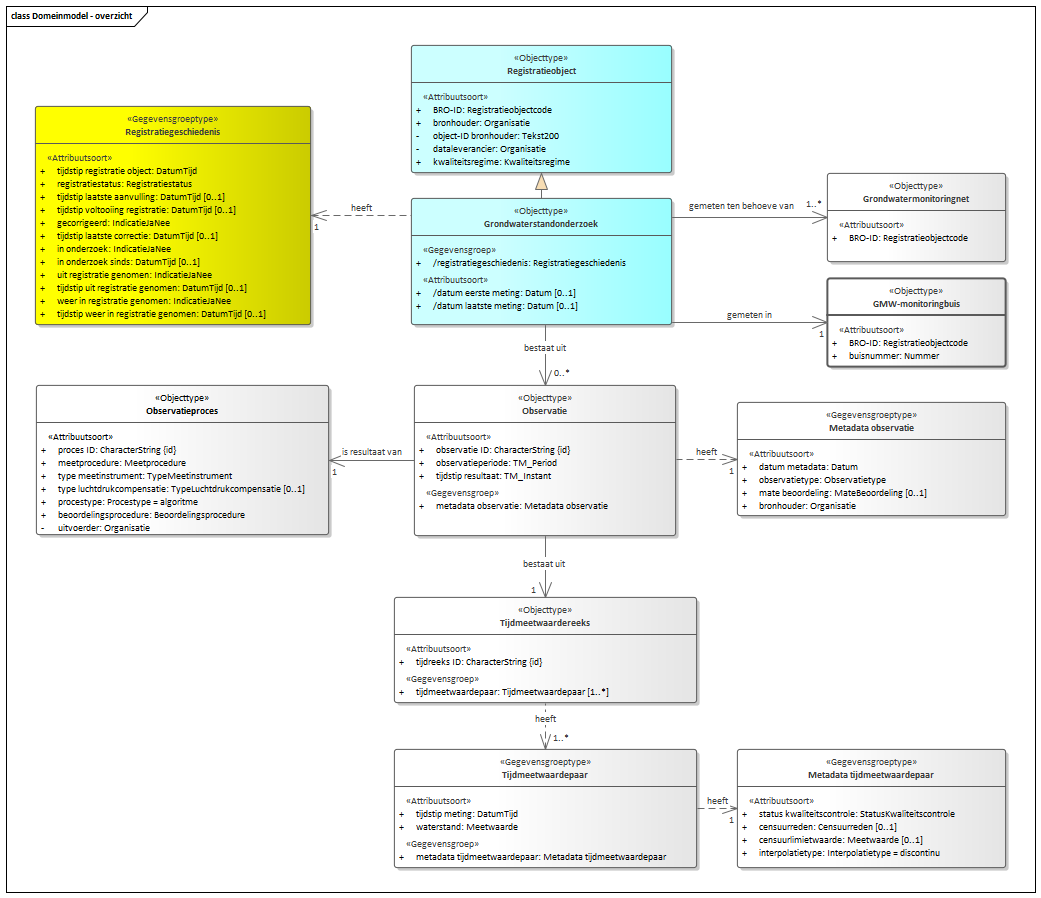 class Domeinmodel - overzicht
«Objecttype»
Registratieobject
«Attribuutsoort»
+ BRO-ID: Registratieobjectcode
+ bronhouder: Organisatie
- object-ID bronhouder: Tekst200
- dataleverancier: Organisatie
+ kwaliteitsregime: Kwaliteitsregime
«Gegevensgroeptype»
Registratiegeschiedenis
«Attribuutsoort»
+ tijdstip registratie object: DatumTijd
+ registratiestatus: Registratiestatus
+ tijdstip laatste aanvulling: DatumTijd [0..1]
+ tijdstip voltooiing registratie: DatumTijd [0..1]
+ gecorrigeerd: IndicatieJaNee
+ tijdstip laatste correctie: DatumTijd [0..1]
+ in onderzoek: IndicatieJaNee
+ in onderzoek sinds: DatumTijd [0..1]
+ uit registratie genomen: IndicatieJaNee
+ tijdstip uit registratie genomen: DatumTijd [0..1]
+ weer in registratie genomen: IndicatieJaNee
+ tijdstip weer in registratie genomen: DatumTijd [0..1]
heeft
1
«Objecttype»
Grondwaterstandonderzoek
«Gegevensgroep»
+ /registratiegeschiedenis: Registratiegeschiedenis
«Attribuutsoort»
+ /datum eerste meting: Datum [0..1]
+ /datum laatste meting: Datum [0..1]
gemeten ten behoeve van
1..*
«Objecttype»
Grondwatermonitoringnet
«Attribuutsoort»
+ BRO-ID: Registratieobjectcode
gemeten in
1
«Objecttype»
GMW-monitoringbuis
«Attribuutsoort»
+ BRO-ID: Registratieobjectcode
+ buisnummer: Nummer
bestaat uit
0..*
«Objecttype»
Observatieproces
«Attribuutsoort»
+ proces ID: CharacterString {id}
+ meetprocedure: Meetprocedure
+ type meetinstrument: TypeMeetinstrument
+ type luchtdrukcompensatie: TypeLuchtdrukcompensatie [0..1]
+ procestype: Procestype = algoritme
+ beoordelingsprocedure: Beoordelingsprocedure
- uitvoerder: Organisatie
is resultaat van
1
«Objecttype»
Observatie
«Attribuutsoort»
+ observatie ID: CharacterString {id}
+ observatieperiode: TM_Period
+ tijdstip resultaat: TM_Instant
«Gegevensgroep»
+ metadata observatie: Metadata observatie
heeft
1
«Gegevensgroeptype»
Metadata observatie
«Attribuutsoort»
+ datum metadata: Datum
+ observatietype: Observatietype
+ mate beoordeling: MateBeoordeling [0..1]
+ bronhouder: Organisatie
bestaat uit
1
«Objecttype»
Tijdmeetwaardereeks
«Attribuutsoort»
+ tijdreeks ID: CharacterString {id}
«Gegevensgroep»
+ tijdmeetwaardepaar: Tijdmeetwaardepaar [1..*]
heeft
1..*
«Gegevensgroeptype»
Tijdmeetwaardepaar
«Attribuutsoort»
+ tijdstip meting: DatumTijd
+ waterstand: Meetwaarde
«Gegevensgroep»
+ metadata tijdmeetwaardepaar: Metadata tijdmeetwaardepaar
heeft
1
«Gegevensgroeptype»
Metadata tijdmeetwaardepaar
«Attribuutsoort»
+ status kwaliteitscontrole: StatusKwaliteitscontrole
+ censuurreden: Censuurreden [0..1]
+ censuurlimietwaarde: Meetwaarde [0..1]
+ interpolatietype: Interpolatietype = discontinu